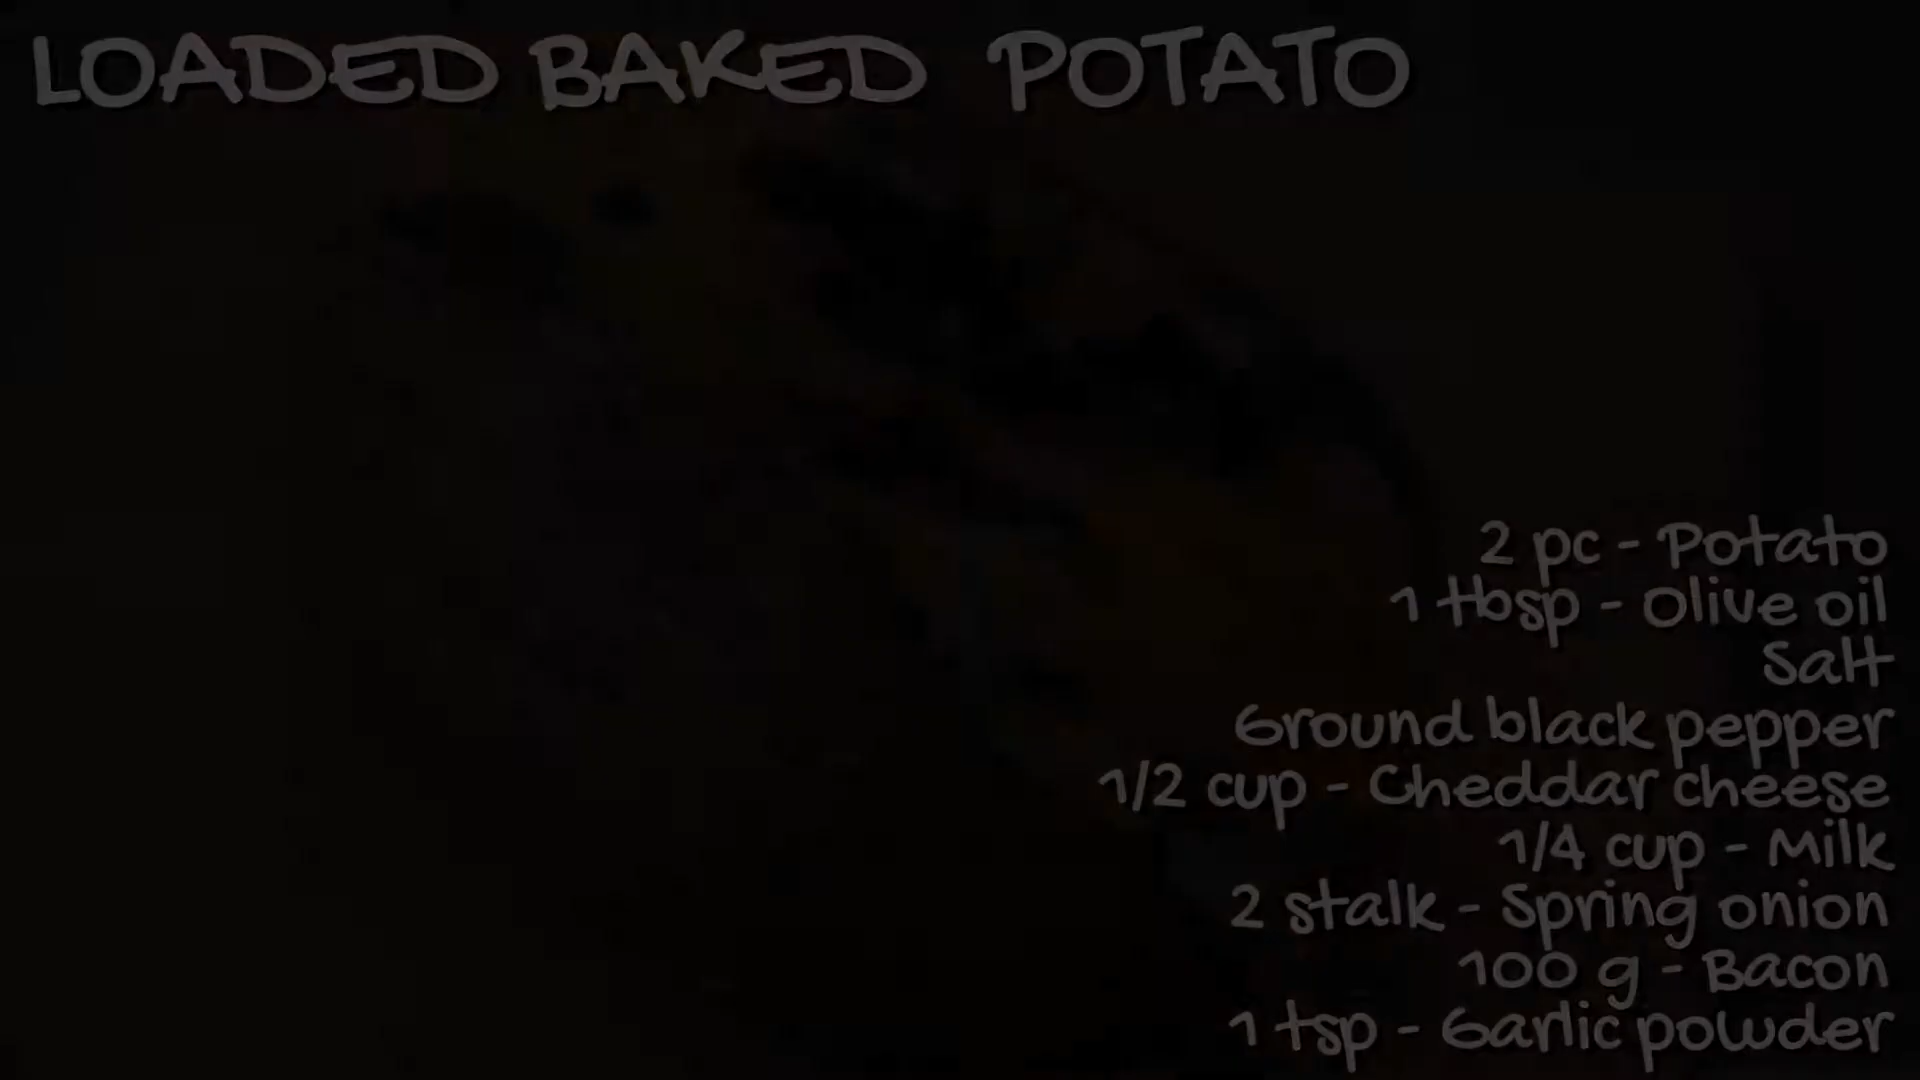 LOADED BAKED POTATO
2 pc - Potato
1 tbsp - Olive oil
Salt
Ground black pepper
1/2 cup - Cheddar cheese
1/4 cup - Milk
2 stalk - Spring onion
100 g - Bacon
1 tsp - Garlic powder